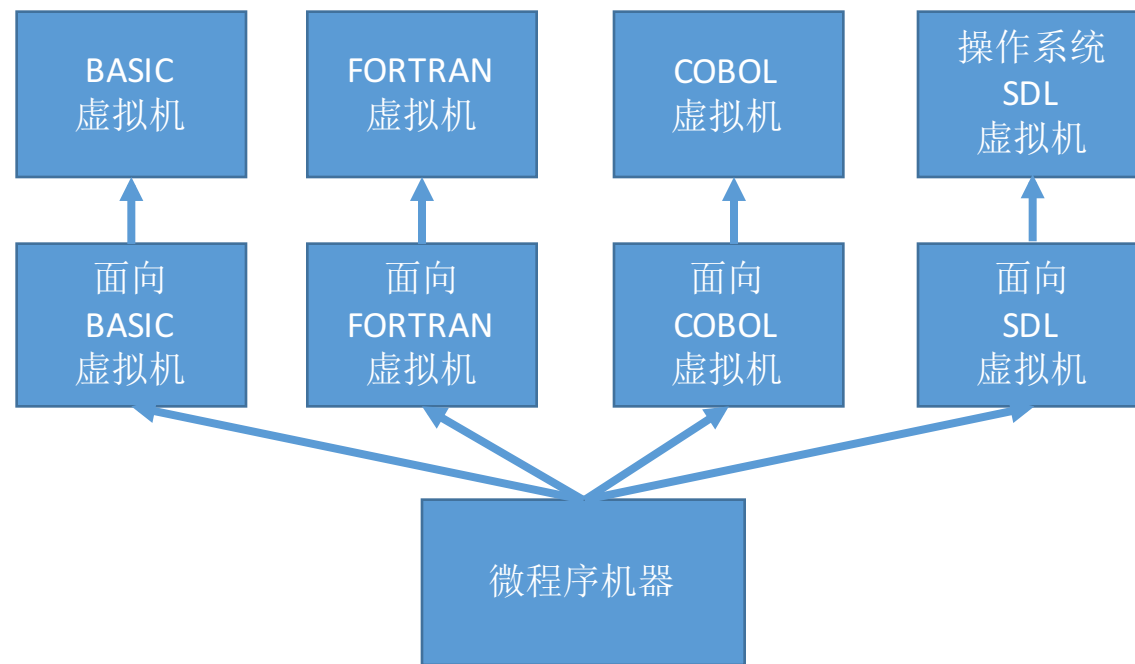 BASIC
虚拟机
FORTRAN
虚拟机
COBOL
虚拟机
操作系统
SDL
虚拟机
面向
BASIC
虚拟机
面向
FORTRAN
虚拟机
面向
COBOL
虚拟机
面向
SDL
虚拟机
微程序机器